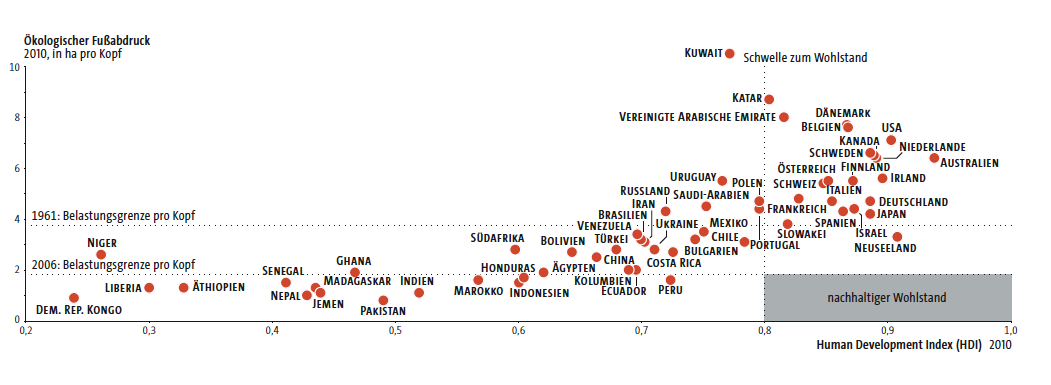 Ökologischer Fußabdruck
2010, in ha pro Kopf
Kuwait
Schwelle zum Wohlstand
10
Katar
Vereinigte Arabische Emirate
Dänemark
8
Belgien
USA
Kanada
Niederlande
Schweden
Australien
6
Österreich
Finnland
Uruguay
Polen
Schweiz
Irland
Russland
Saudi-Arabien
Italien
Iran
Frankreich
Deutschland
1961: Belastungsgrenze pro Kopf
Brasilien
Japan
4
Venezuela
Ukraine
Mexiko
Spanien
Slowakei
Israel
Niger
Südafrika
Bolivien
Türkei
Chile
Portugal
Neuseeland
Bulgarien
2006: Belastungsgrenze pro Kopf
Ghana
China
Costa Rica
2
Senegal
Honduras
Ägypten
Liberia
Äthiopien
Madagaskar
Indien
Kolumbien
Nepal
Marokko
Indonesien
Ecuador
Peru
nachhaltiger Wohlstand
Jemen
Dem. Rep. Kongo
Pakistan
0
0,2
0,3
0,4
0,5
0,6
0,7
0,8
0,9
1,0
Human Development Index (HDI) 2010